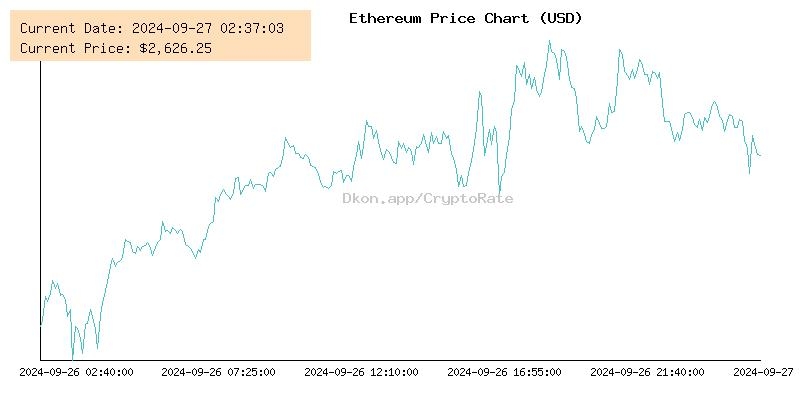 Ethereum Price Chart (USD)
Current Date: 2024-09-27 02:37:03
Current Price: $2,626.25
Dkon.app/CryptoRate
2024-09-26 02:40:00 2024-09-26 07:25:00 2024-09-26 12:10:00 2024-09-26 16:55:00 2024-09-26 21:40:00 2024-09-27